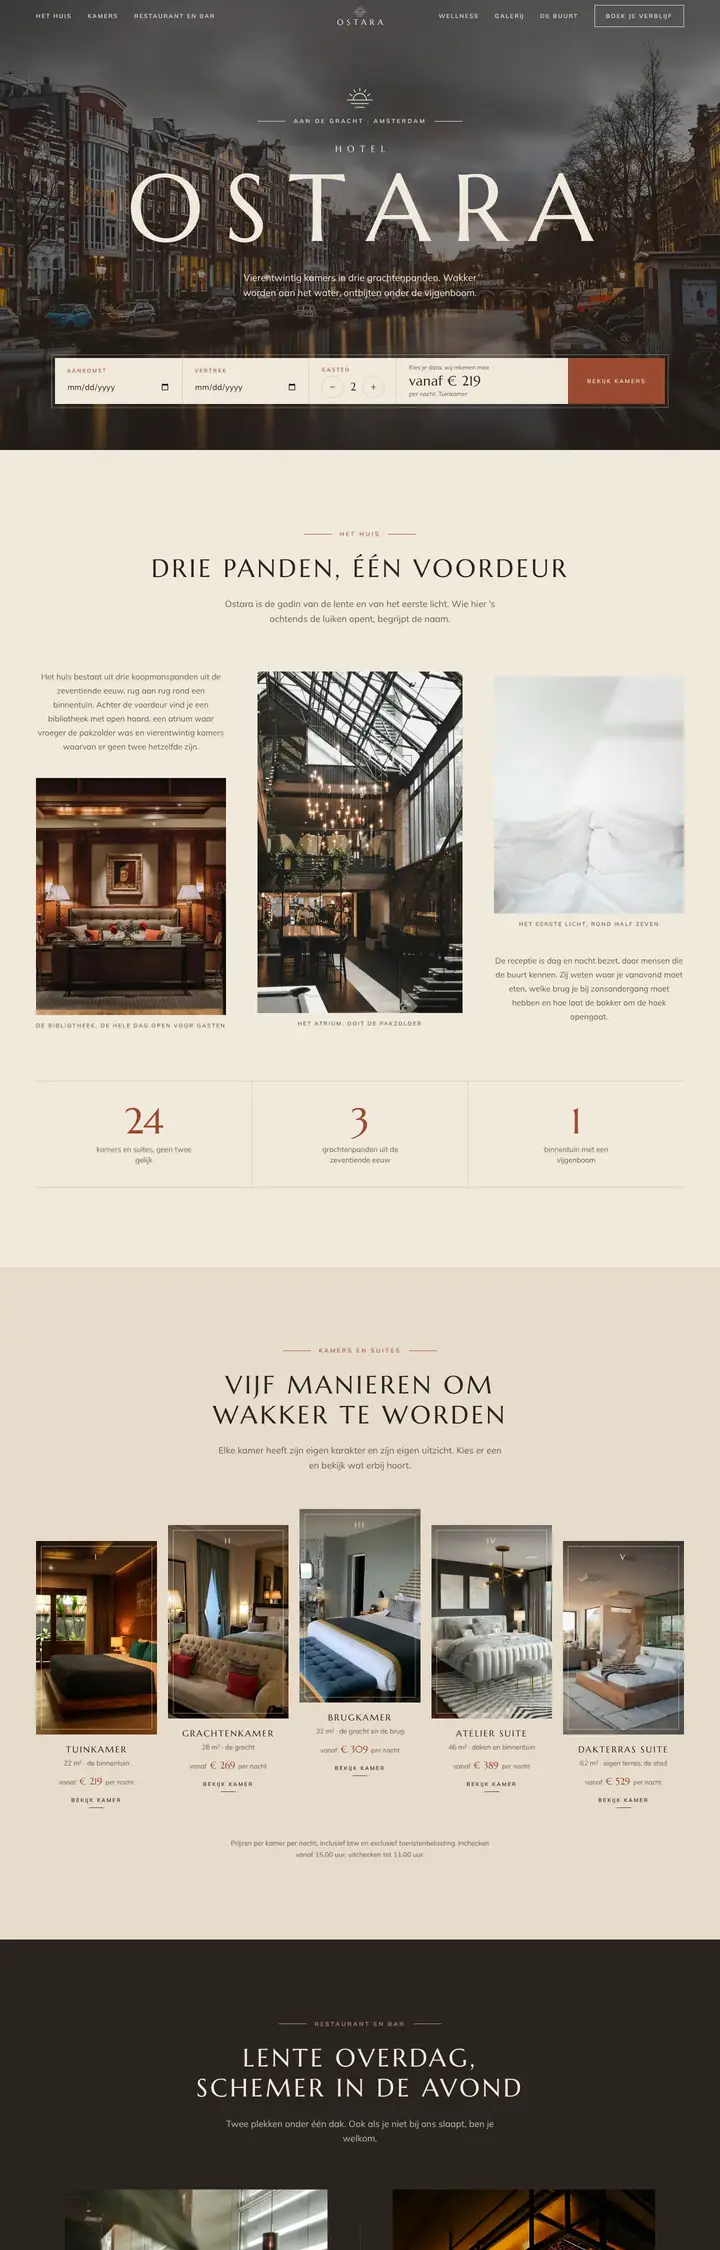 HET HUIS
KAMERS
RESTAURANT EN BAR
OSTARA
WELLNESS
GALERIJ
DE BUURT
BOEK JE VERBLIJF
AAN DE GRACHT · AMSTERDAM
HOTEL
OSTARA
Vierentwintig kamers in drie grachtenpanden. Wakker
worden aan het water, ontbijten onder de vijgenboom.
AANKOMST
mm/dd/yyyy
VERTREK
mm/dd/yyyy
GASTEN
− 2 +
Kies je data, wij rekenen mee
vanaf € 219
per nacht, Tuinkamer
BEKIJK KAMERS
HET HUIS
DRIE PANDEN, ÉÉN VOORDEUR
Ostara is de godin van de lente en van het eerste licht. Wie hier 's
ochtends de luiken opent, begrijpt de naam.
Het huis bestaat uit drie koopmanspanden uit de
zeventiende eeuw, rug aan rug rond een
binnentuin. Achter de voordeur vind je een
bibliotheek met open haard, een atrium waar
vroeger de pakzolder was en vierentwintig kamers
waarvan er geen twee hetzelfde zijn.
DE BIBLIOTHEEK, DE HELE DAG OPEN VOOR GASTEN
HET ATRIUM, OOIT DE PAKZOLDER
HET EERSTE LICHT, ROND HALF ZEVEN
De receptie is dag en nacht bezet, door mensen die
de buurt kennen. Zij weten waar je vanavond moet
eten, welke brug je bij zonsondergang moet
hebben en hoe laat de bakker om de hoek
opengaat.
24
kamers en suites, geen twee
gelijk
3
grachtenpanden uit de
zeventiende eeuw
1
binnentuin met een
vijgenboom
KAMERS EN SUITES
VIJF MANIEREN OM
WAKKER TE WORDEN
Elke kamer heeft zijn eigen karakter en zijn eigen uitzicht. Kies er een
en bekijk wat erbij hoort.
I
TUINKAMER
22 m² · de binnentuin
vanaf € 219 per nacht
BEKIJK KAMER
II
GRACHTENKAMER
28 m² · de gracht
vanaf € 269 per nacht
BEKIJK KAMER
III
BRUGKAMER
32 m² · de gracht en de brug
vanaf € 309 per nacht
BEKIJK KAMER
IV
ATELIER SUITE
46 m² · daken en binnentuin
vanaf € 389 per nacht
BEKIJK KAMER
V
DAKTERRAS SUITE
62 m² · eigen terras, de stad
vanaf € 529 per nacht
BEKIJK KAMER
Prijzen per kamer per nacht, inclusief btw en exclusief toeristenbelasting. Inchecken
vanaf 15.00 uur, uitchecken tot 11.00 uur.
RESTAURANT EN BAR
LENTE OVERDAG,
SCHEMER IN DE AVOND
Twee plekken onder één dak. Ook als je niet bij ons slaapt, ben je
welkom.